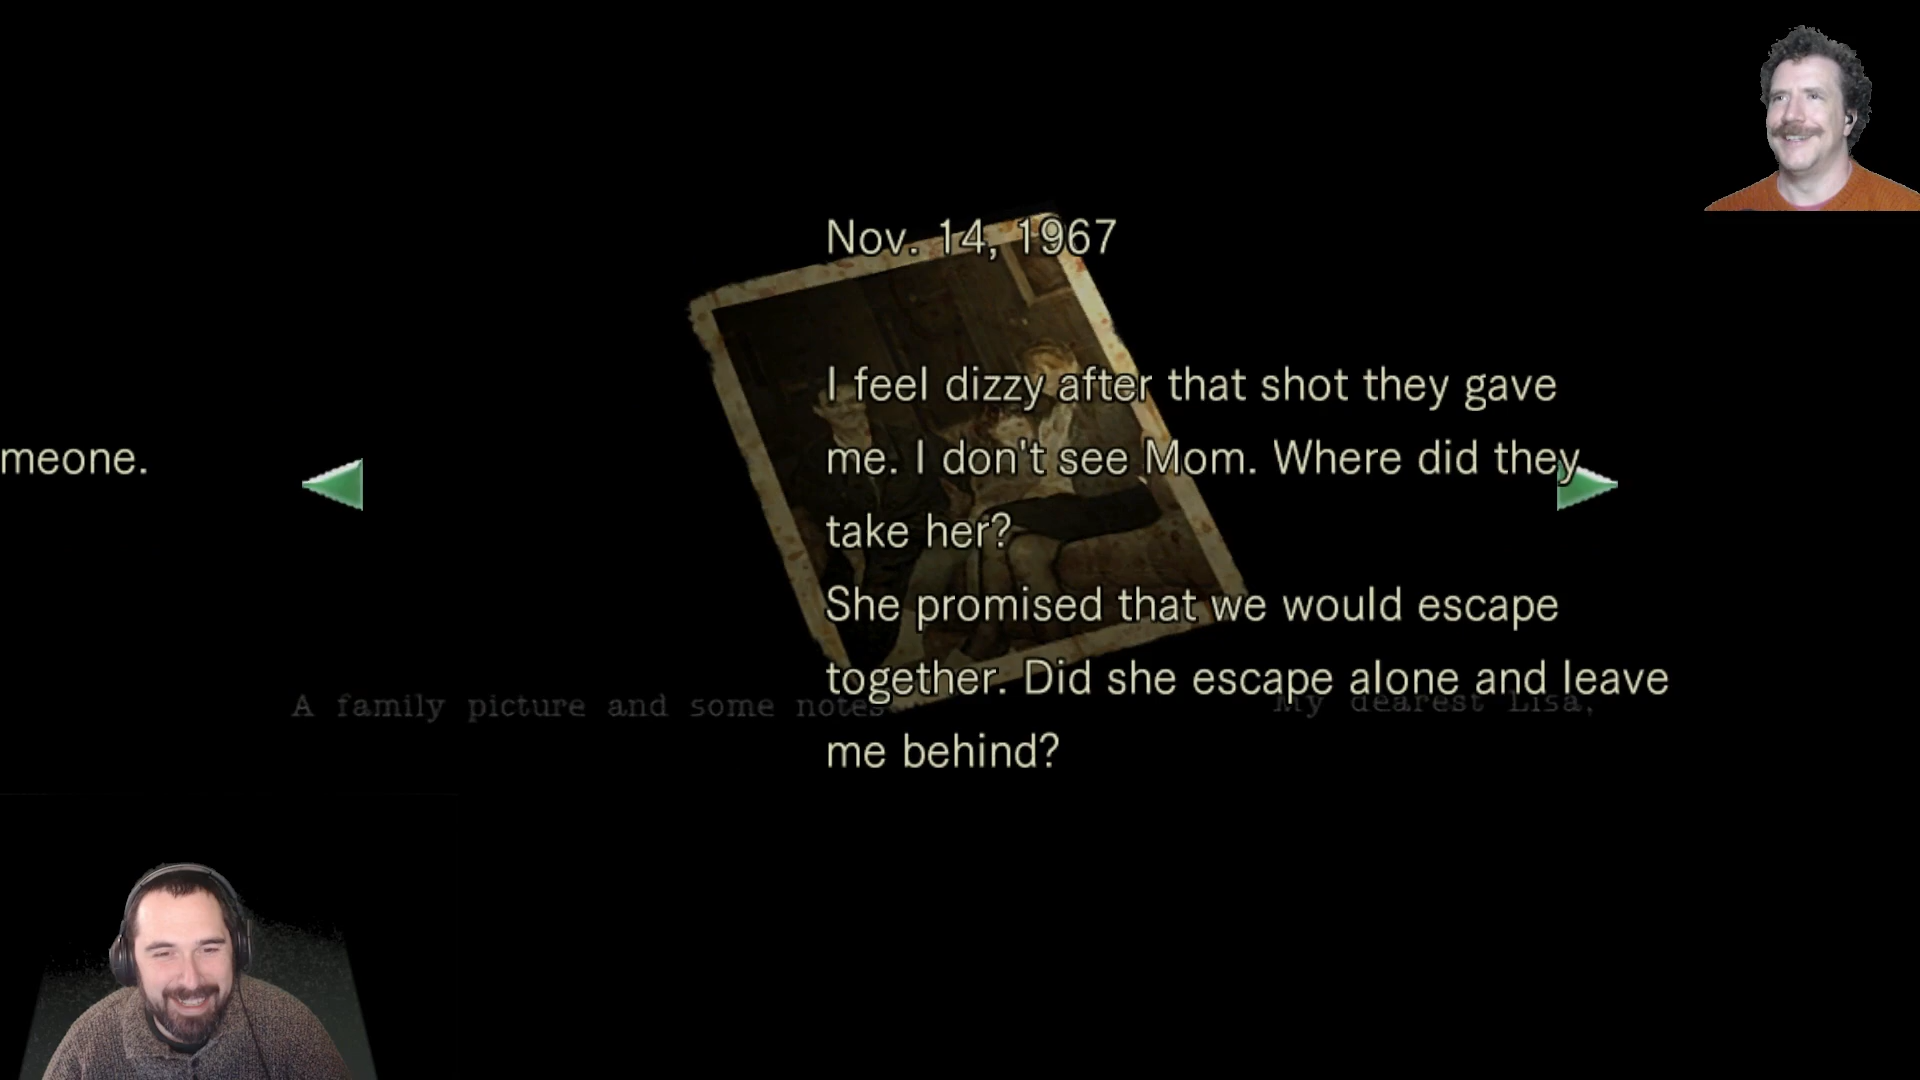 Nov. 14, 1967
I feel dizzy after that shot they gave
meone.
me. I don't see Mom. Where did they
take her?
She promised that we would escape
together. Did she escape alone and leave
A family picture and some notes
My dearest Lisa,
me behind?